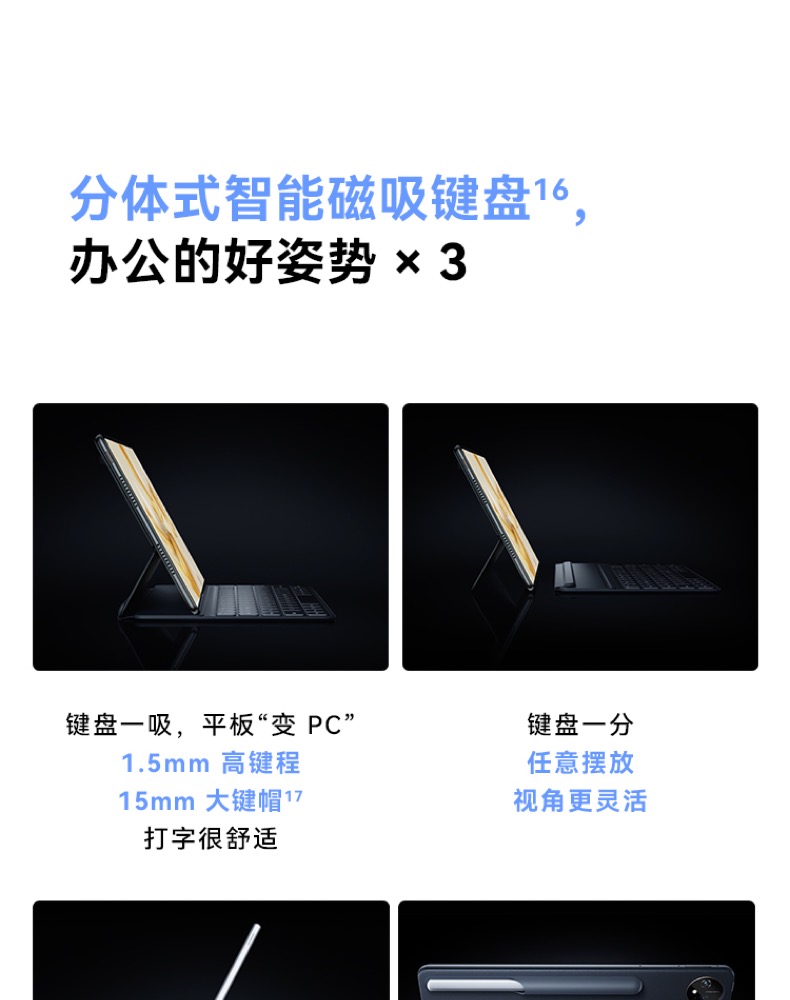 分体式智能磁吸键盘¹⁶,
办公的好姿势 × 3
键盘一吸，平板“变 PC”
1.5mm 高键程
15mm 大键帽¹⁷
打字很舒适
键盘一分
任意摆放
视角更灵活